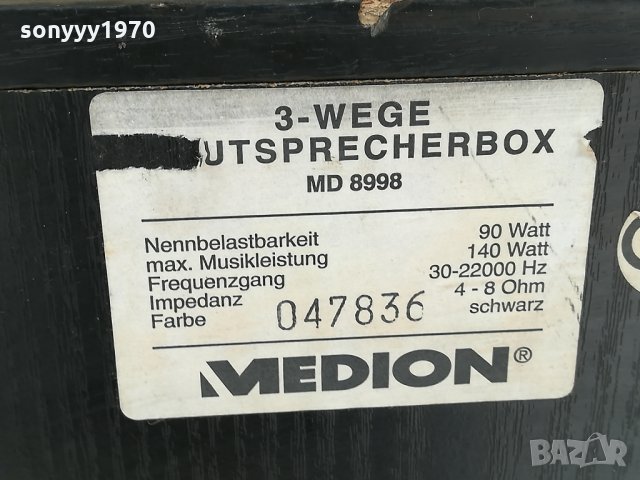 sonyyy1970
3-WEGE
UTSPRECHERBOX
MD 8998
Nennbelastbarkeit 90 Watt
max. Musikleistung 140 Watt
Frequenzgang 30-22000 Hz
Impedanz 4 - 8 Ohm
Farbe 047836 schwarz
MEDION®
BAZAR